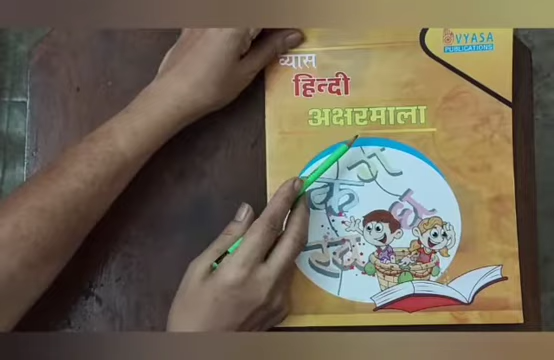 VYASA
PUBLICATIONS
व्यास
हिन्दी
अक्षरमाला
क